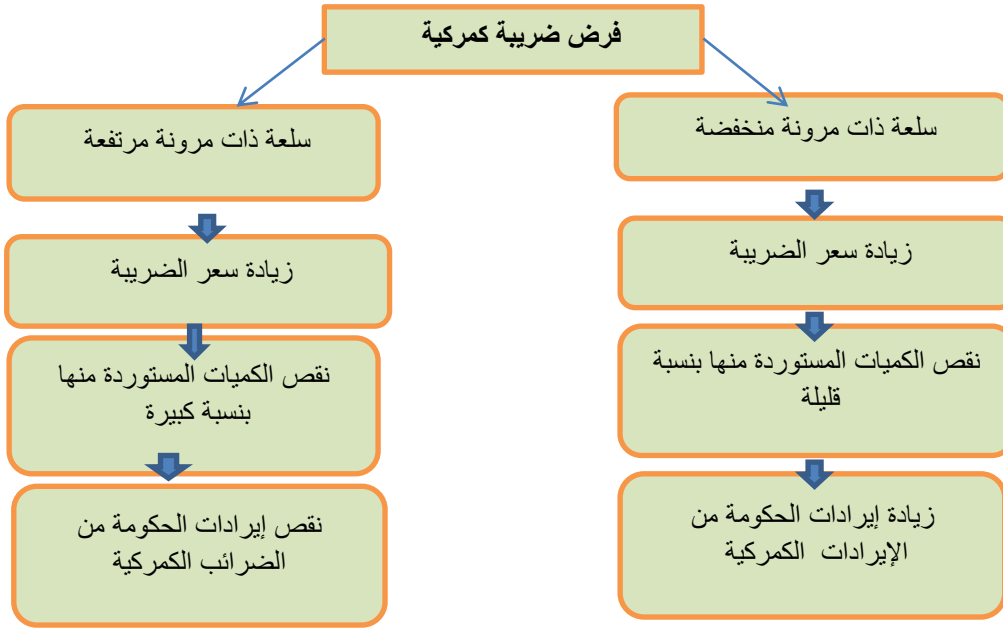 فرض ضريبة كمركية
سلعة ذات مرونة منخفضة
زيادة سعر الضريبة
نقص الكميات المستوردة منها بنسبة
قليلة
زيادة إيرادات الحكومة من
الإيرادات الكمركية
سلعة ذات مرونة مرتفعة
زيادة سعر الضريبة
نقص الكميات المستوردة منها
بنسبة كبيرة
نقص إيرادات الحكومة من
الضرائب الكمركية